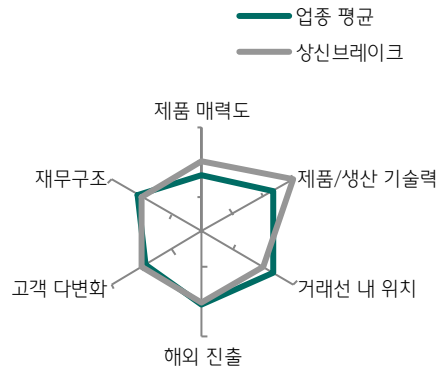 업종 평균
상신브레이크
제품 매력도
재무구조
제품/생산 기술력
고객 다변화
거래선 내 위치
해외 진출